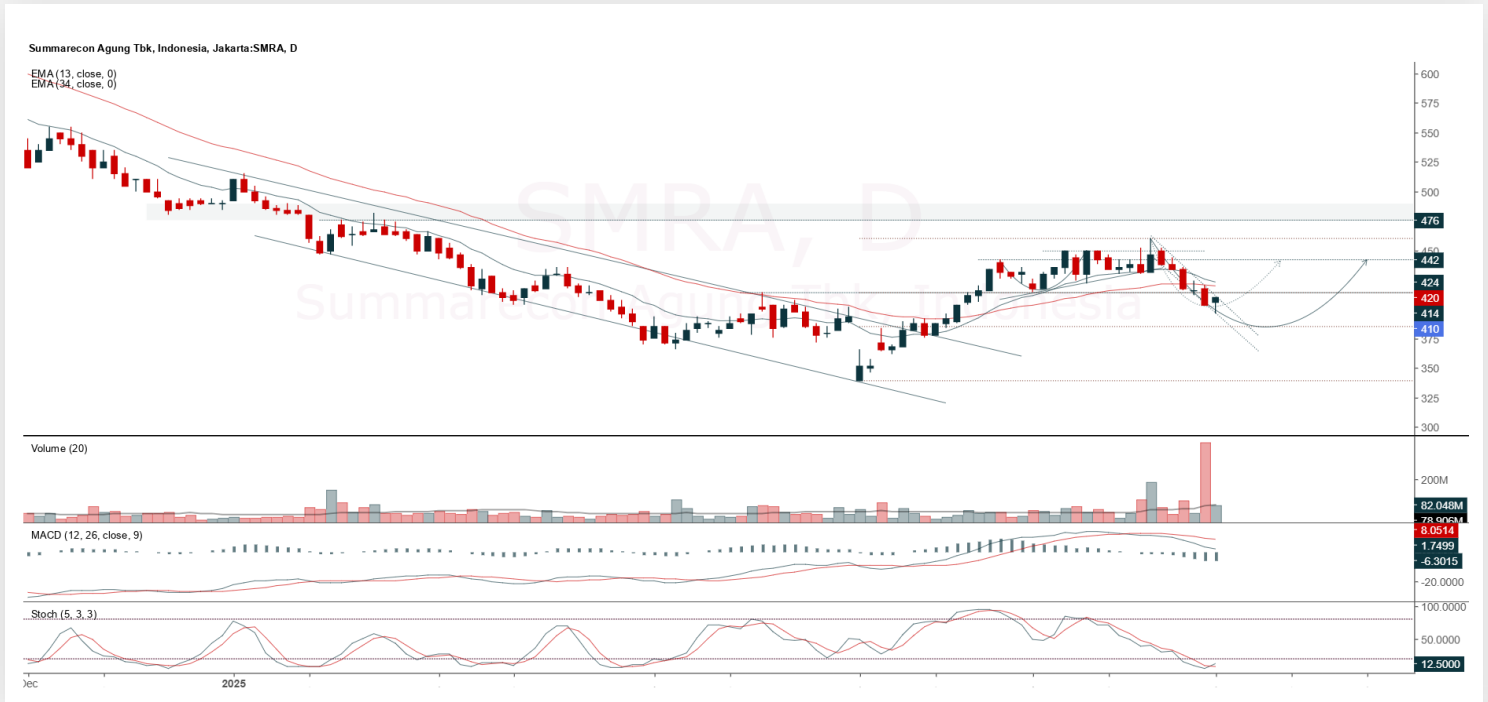 Summarecon Agung Tbk, Indonesia, Jakarta:SMRA, D
EMA (13, close, 0)
EMA (34, close, 0)
SMRA, D
Summarecon Agung Tbk, Indonesia
600
575
550
525
500
476
450
442
424
420
414
410
375
350
325
300
Volume (20)
200M
82.048M
78.906M
MACD (12, 26, close, 9)
8.0514
1.7499
-6.3015
-20.0000
Stoch (5, 3, 3)
100.0000
50.0000
12.5000
Dec
2025